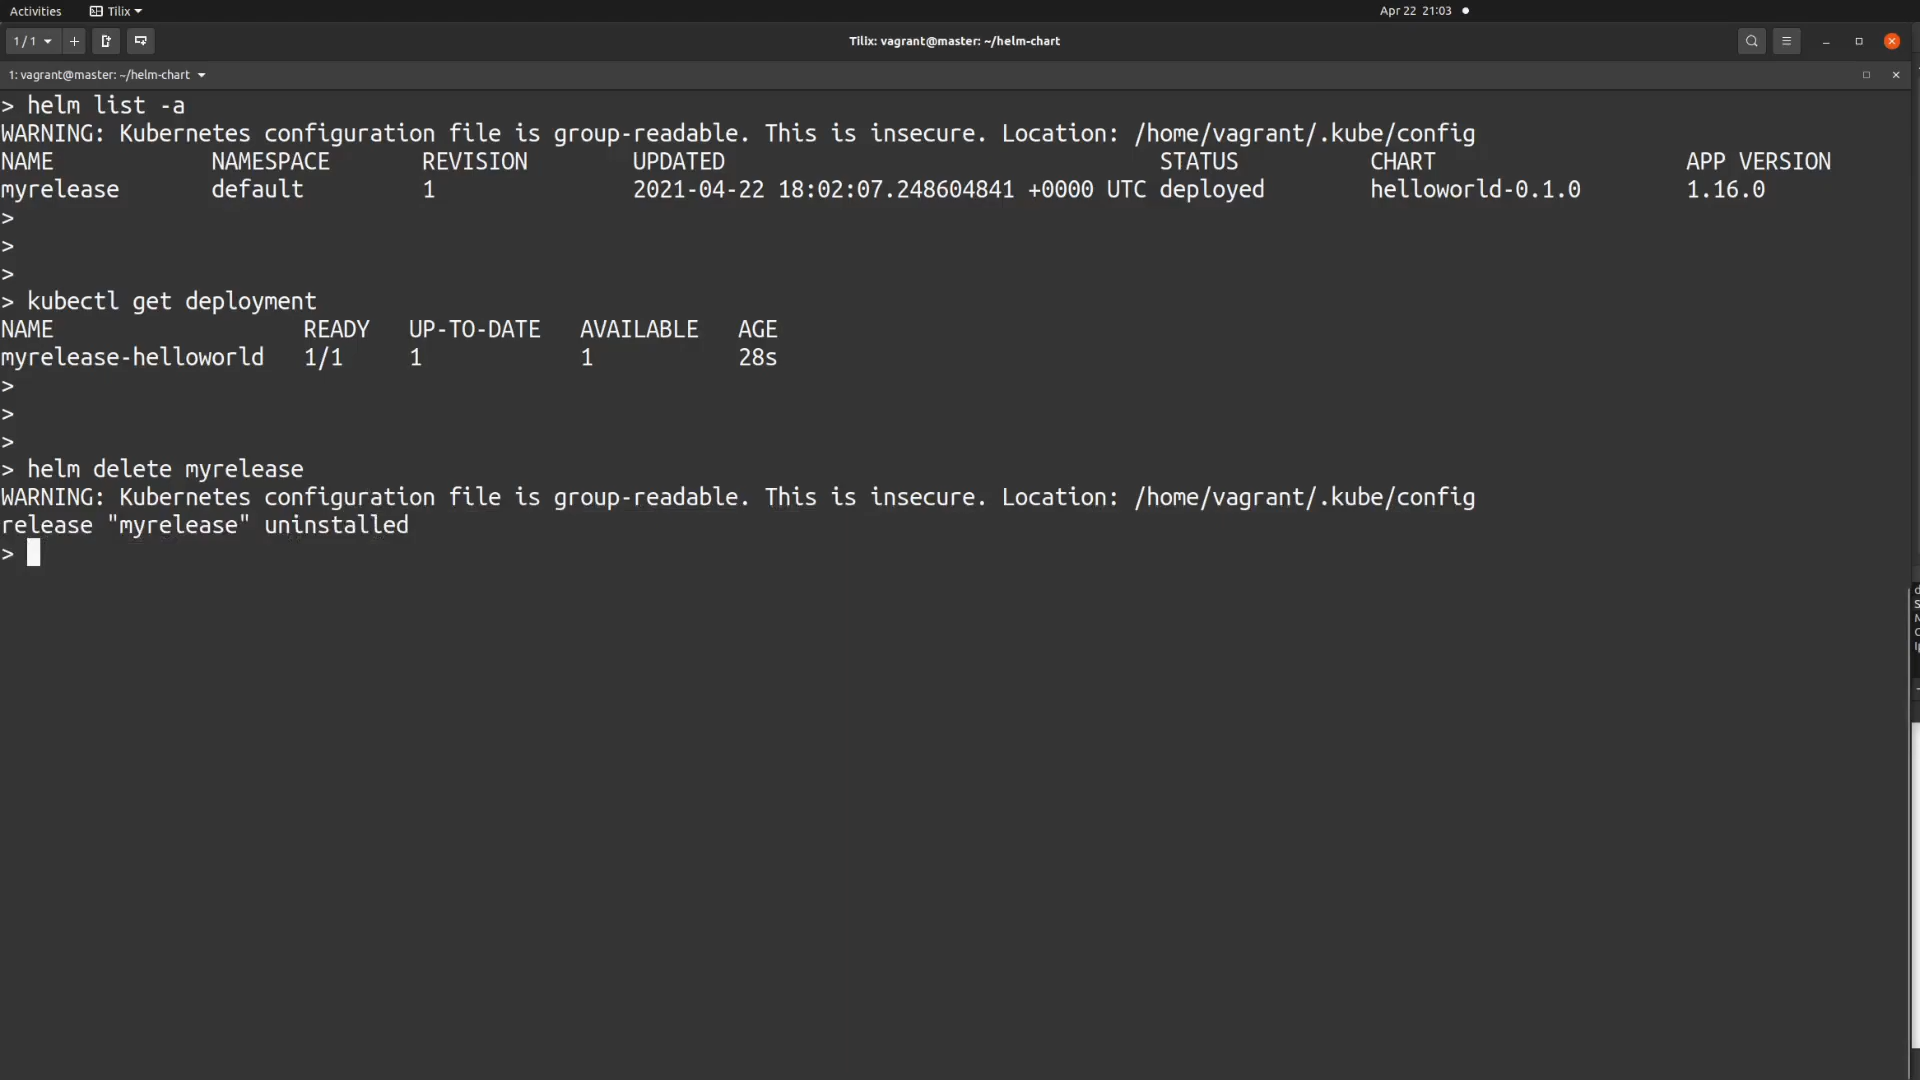 Activities Tilix Apr 22 21:03
1 / 1 Tilix: vagrant@master: ~/helm-chart
1: vagrant@master: ~/helm-chart
> helm list -a
WARNING: Kubernetes configuration file is group-readable. This is insecure. Location: /home/vagrant/.kube/config
NAME NAMESPACE REVISION UPDATED STATUS CHART APP VERSION
myrelease default 1 2021-04-22 18:02:07.248604841 +0000 UTC deployed helloworld-0.1.0 1.16.0
>
>
>
> kubectl get deployment
NAME READY UP-TO-DATE AVAILABLE AGE
myrelease-helloworld 1/1 1 1 28s
>
>
>
> helm delete myrelease
WARNING: Kubernetes configuration file is group-readable. This is insecure. Location: /home/vagrant/.kube/config
release "myrelease" uninstalled
>